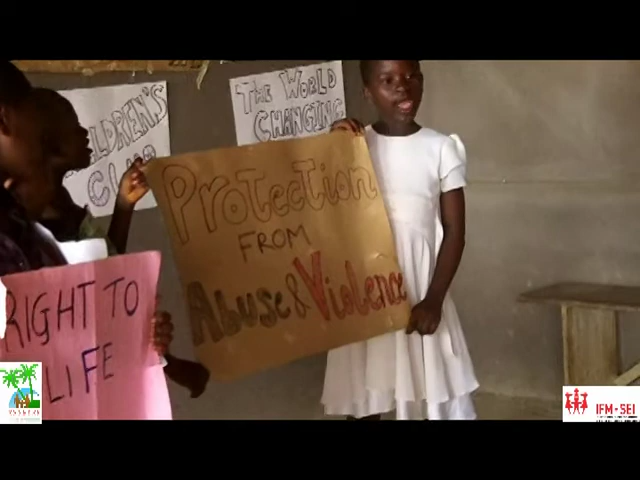 THE WORLD
CHANGING
CHILDREN'S
Protection
FROM
Abuse & Violence
RIGHT TO
LIFE
IFM-SEI